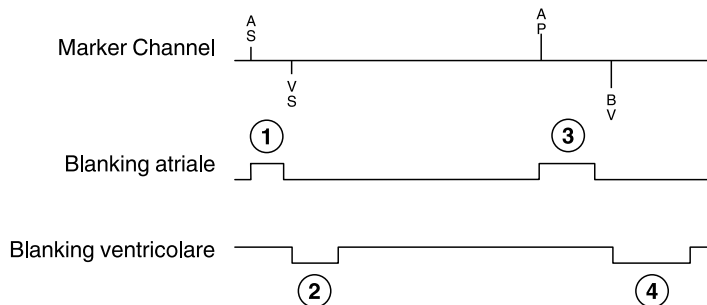 A S
A P
Marker Channel
V S
B V
1
3
Blanking atriale
Blanking ventricolare
2
4